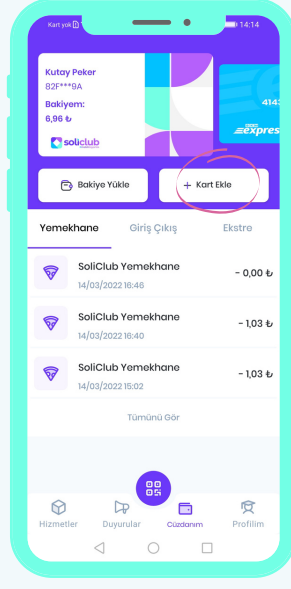 Kart yok
14:14
Kutay Peker
82F***9A
Bakiyem:
6,96 ₺
soliclub
4143
express
Bakiye Yükle
+ Kart Ekle
Yemekhane
Giriş Çıkış
Ekstre
SoliClub Yemekhane
- 0,00 ₺
14/03/2022 16:46
SoliClub Yemekhane
- 1,03 ₺
14/03/2022 16:40
SoliClub Yemekhane
- 1,03 ₺
14/03/2022 15:02
Tümünü Gör
Hizmetler
Duyurular
Cüzdanım
Profilim